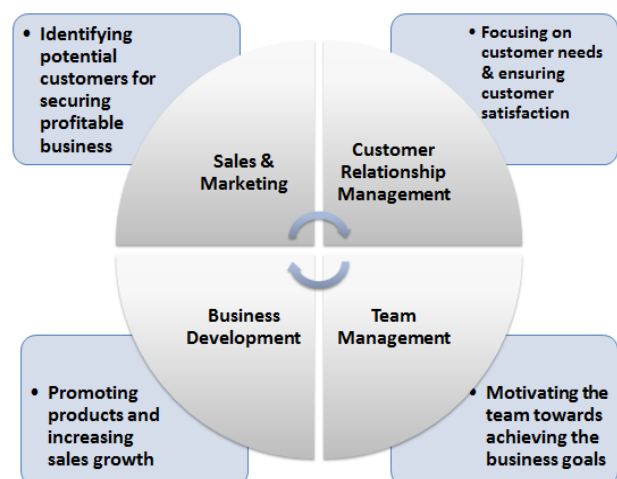 • Identifying
potential
customers for
securing
profitable
business
• Focusing on
customer needs
& ensuring
customer
satisfaction
Sales &
Marketing
Customer
Relationship
Management
Business
Development
Team
Management
• Promoting
products and
increasing
sales growth
• Motivating the
team towards
achieving the
business goals